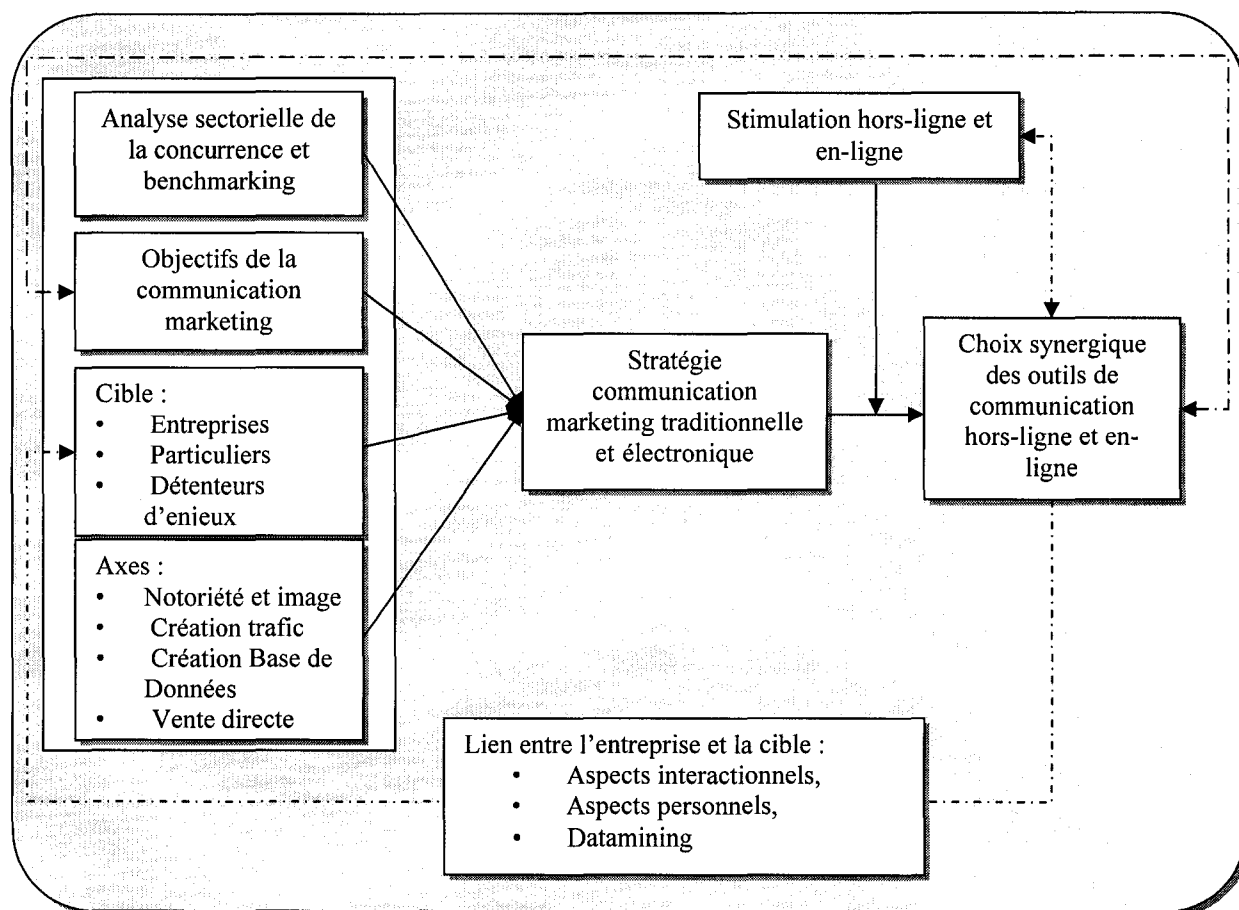 Analyse sectorielle de
la concurrence et
benchmarking
Objectifs de la
communication
marketing
Cible :
• Entreprises
• Particuliers
• Détenteurs
d'enieux
Axes :
• Notoriété et image
• Création trafic
• Création Base de
Données
• Vente directe
Stratégie
communication
marketing traditionnelle
et électronique
Stimulation hors-ligne et
en-ligne
Choix synergique
des outils de
communication
hors-ligne et en-
ligne
Lien entre l'entreprise et la cible :
• Aspects interactionnels,
• Aspects personnels,
• Datamining